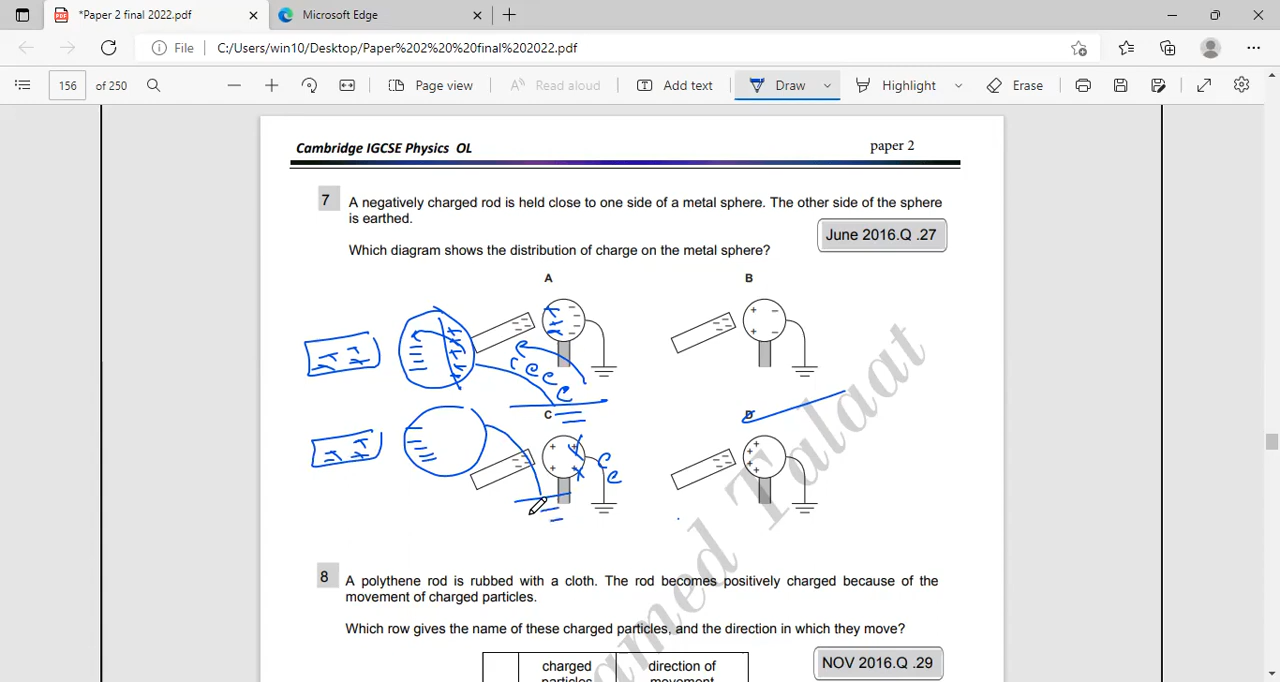 *Paper 2 final 2022.pdf
Microsoft Edge
File
C:/Users/win10/Desktop/Paper%202%20%20final%202022.pdf
156 of 250
Page view
Read aloud
Add text
Draw
Highlight
Erase
Cambridge IGCSE Physics OL
paper 2
7
A negatively charged rod is held close to one side of a metal sphere. The other side of the sphere
is earthed.
June 2016.Q .27
Which diagram shows the distribution of charge on the metal sphere?
A
B
C
D
8
A polythene rod is rubbed with a cloth. The rod becomes positively charged because of the
movement of charged particles.
Which row gives the name of these charged particles, and the direction in which they move?
NOV 2016.Q .29
charged
direction of
particles
movement
amed Talaat